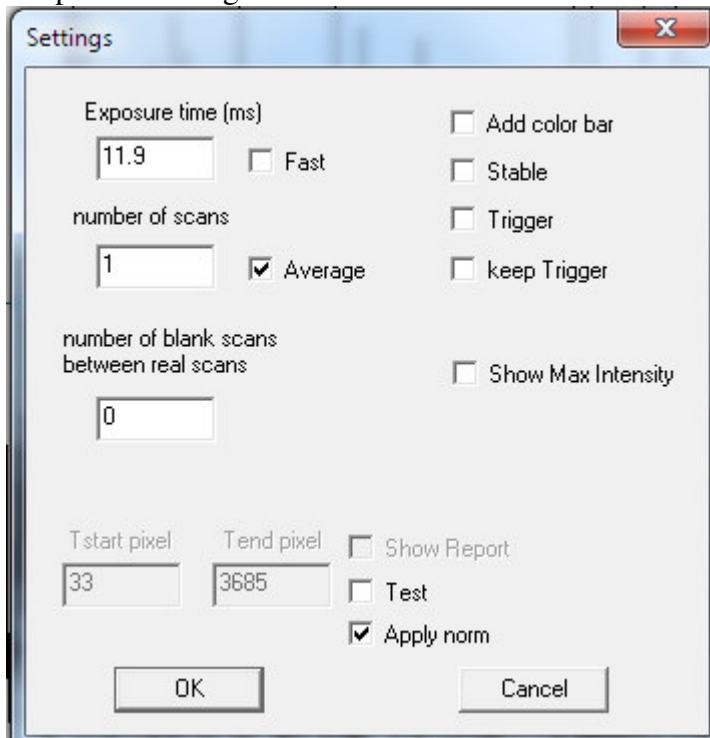 Settings
Exposure time (ms)
11.9
Fast
number of scans
1
Average
number of blank scans
between real scans
0
Add color bar
Stable
Trigger
keep Trigger
Show Max Intensity
Tstart pixel
Tend pixel
33
3685
Show Report
Test
Apply norm
OK
Cancel